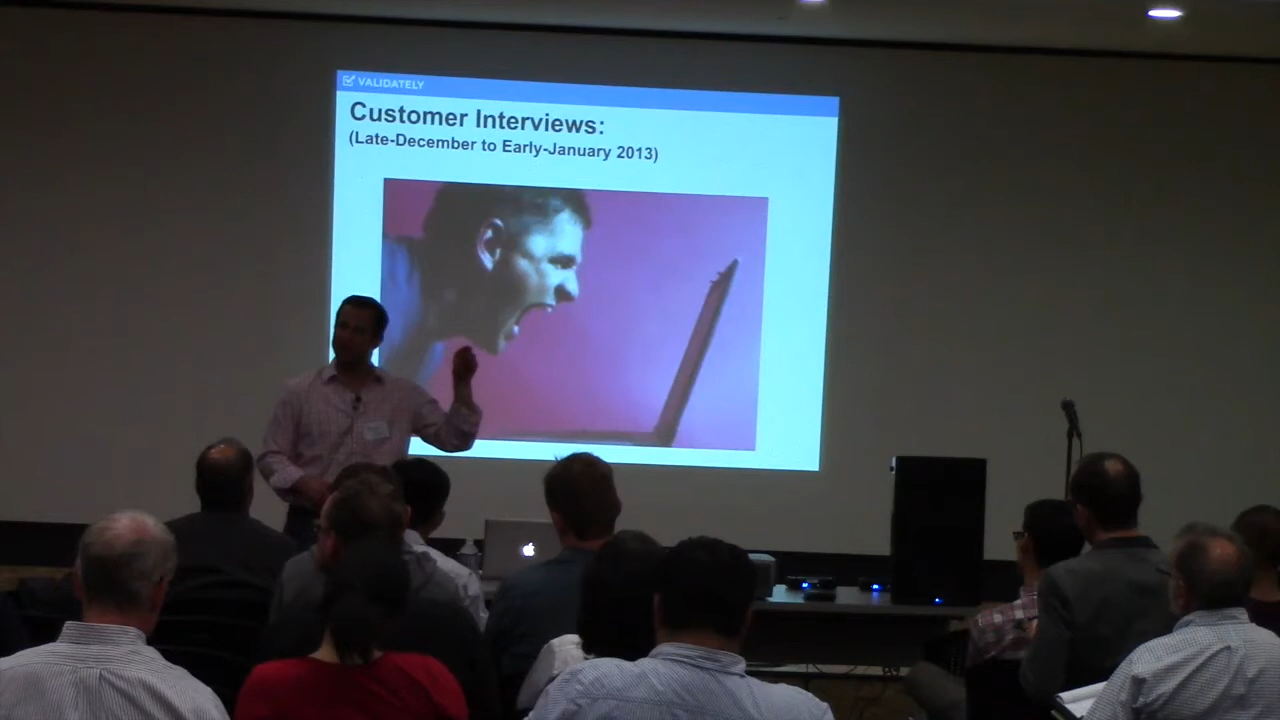 VALIDATELY
Customer Interviews:
(Late-December to Early-January 2013)